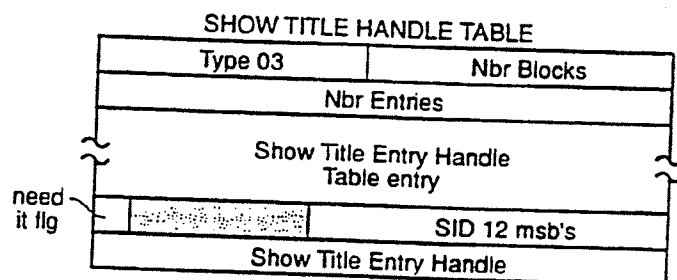 SHOW TITLE HANDLE TABLE
Type 03 Nbr Blocks
Nbr Entries
Show Title Entry Handle
Table entry
need
it flg
SID 12 msb's
Show Title Entry Handle